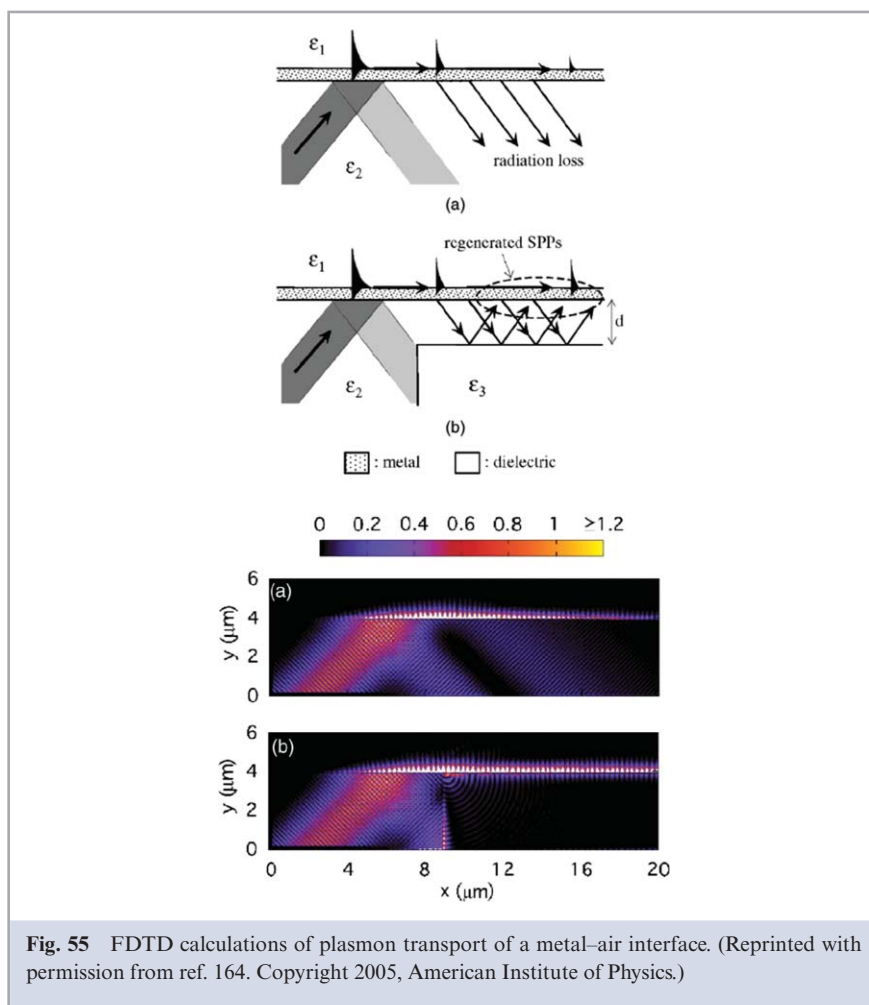 ε1
ε2
radiation loss
(a)
regenerated SPPs
ε1
d
ε2
ε3
(b)
: metal : dielectric
0 0.2 0.4 0.6 0.8 1 ≥1.2
(a)
6
4
2
0
y (μm)
(b)
6
4
2
0
y (μm)
0 4 8 12 16 20
x (μm)
Fig. 55 FDTD calculations of plasmon transport of a metal–air interface. (Reprinted with
permission from ref. 164. Copyright 2005, American Institute of Physics.)